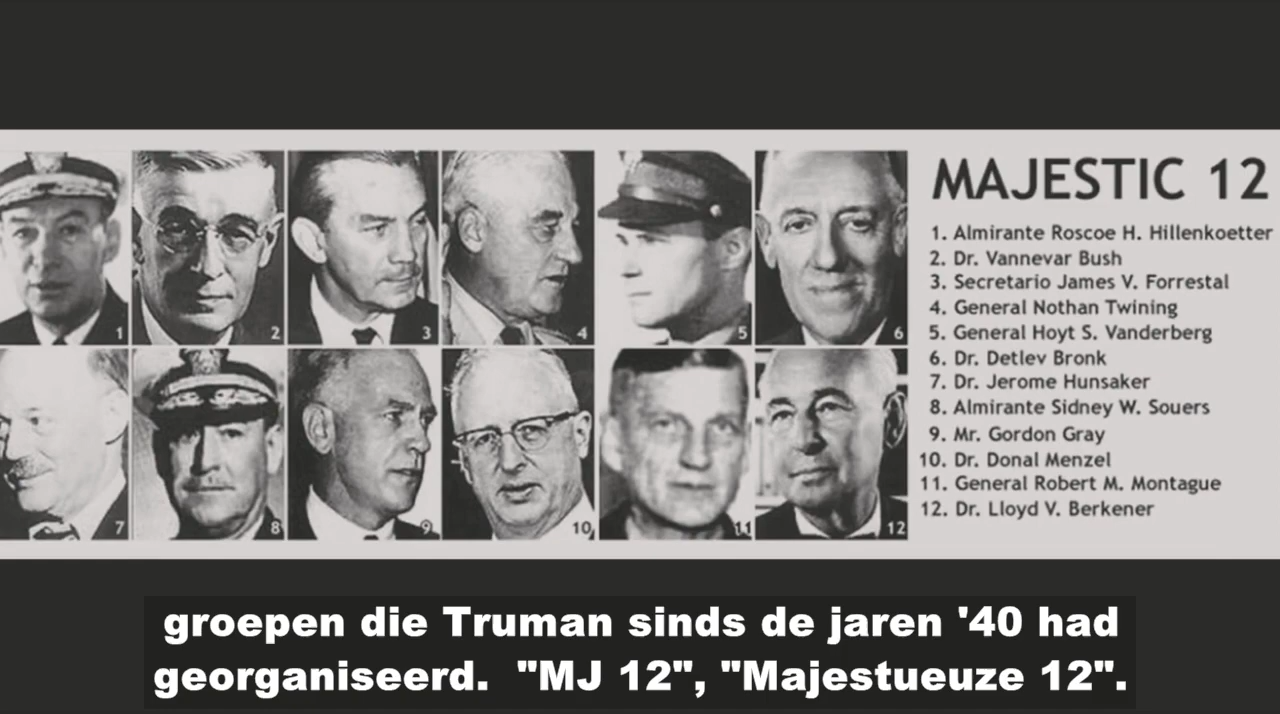 MAJESTIC 12
1. Almirante Roscoe H. Hillenkoetter
2. Dr. Vannevar Bush
3. Secretario James V. Forrestal
4. General Nothan Twining
5. General Hoyt S. Vanderberg
6. Dr. Detlev Bronk
7. Dr. Jerome Hunsaker
8. Almirante Sidney W. Souers
9. Mr. Gordon Gray
10. Dr. Donal Menzel
11. General Robert M. Montague
12. Dr. Lloyd V. Berkener
1 2 3 4 5 6
7 8 9 10 11 12
groepen die Truman sinds de jaren '40 had
georganiseerd. "MJ 12", "Majestueuze 12".